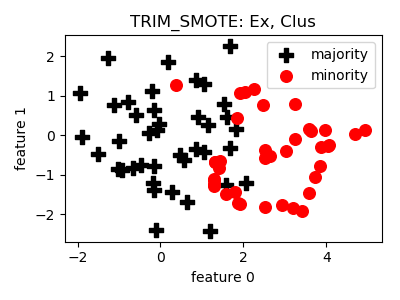 TRIM_SMOTE: Ex, Clus
majority
minority
2
1
0
−1
−2
feature 1
−2
0
2
4
feature 0